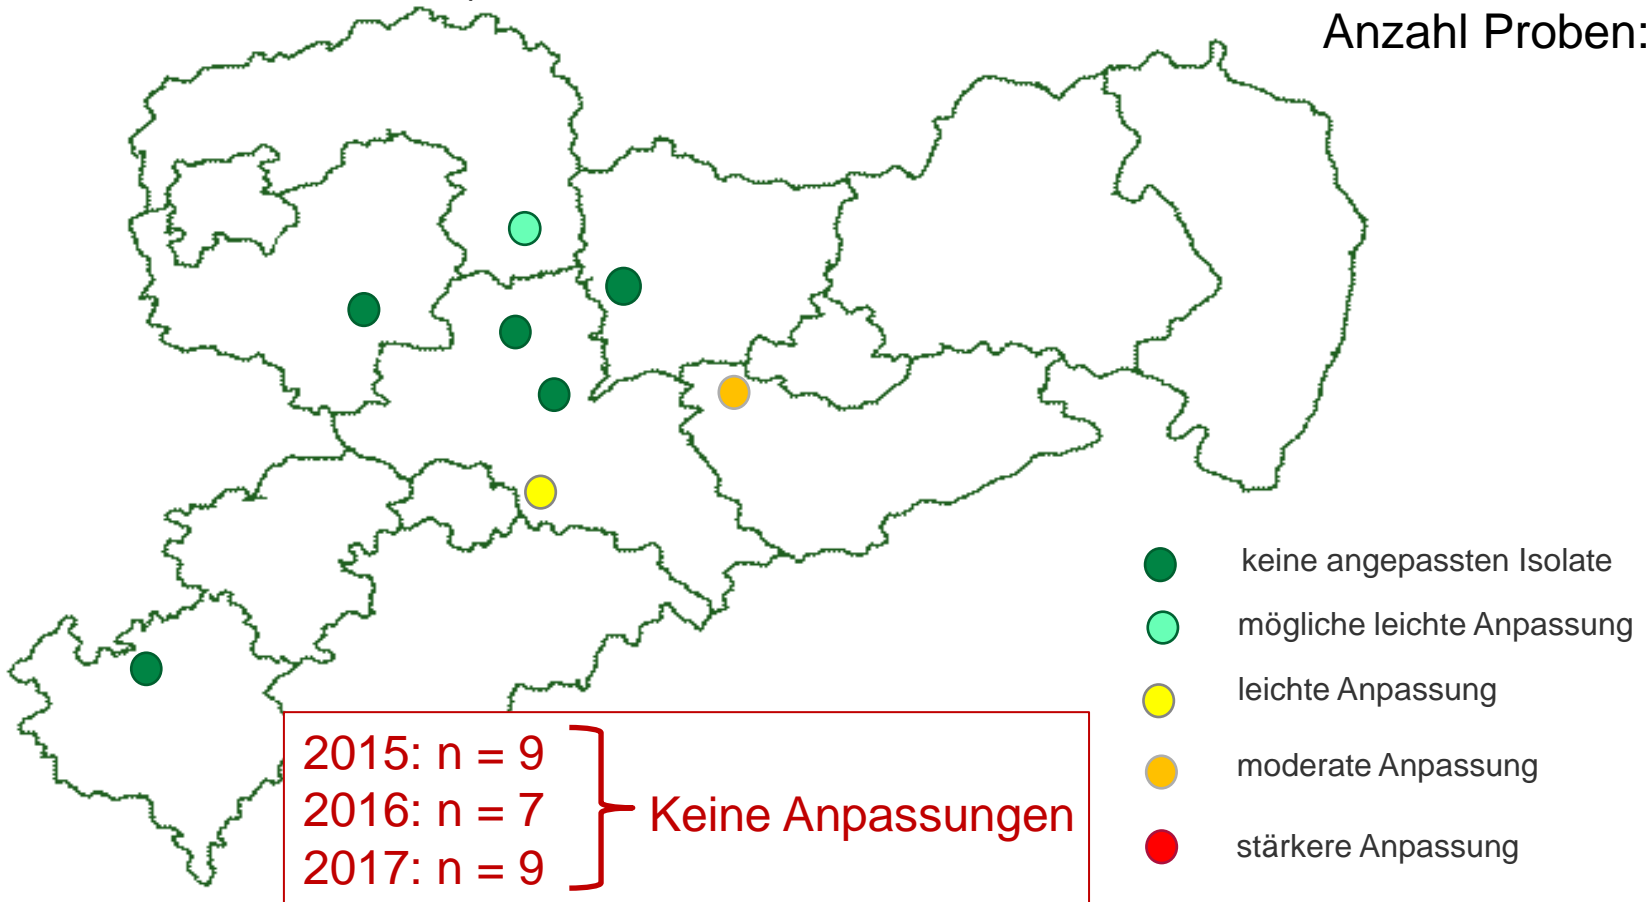 Anzahl Proben:
keine angepassten Isolate
mögliche leichte Anpassung
leichte Anpassung
moderate Anpassung
stärkere Anpassung
2015: n = 9
2016: n = 7
2017: n = 9
Keine Anpassungen